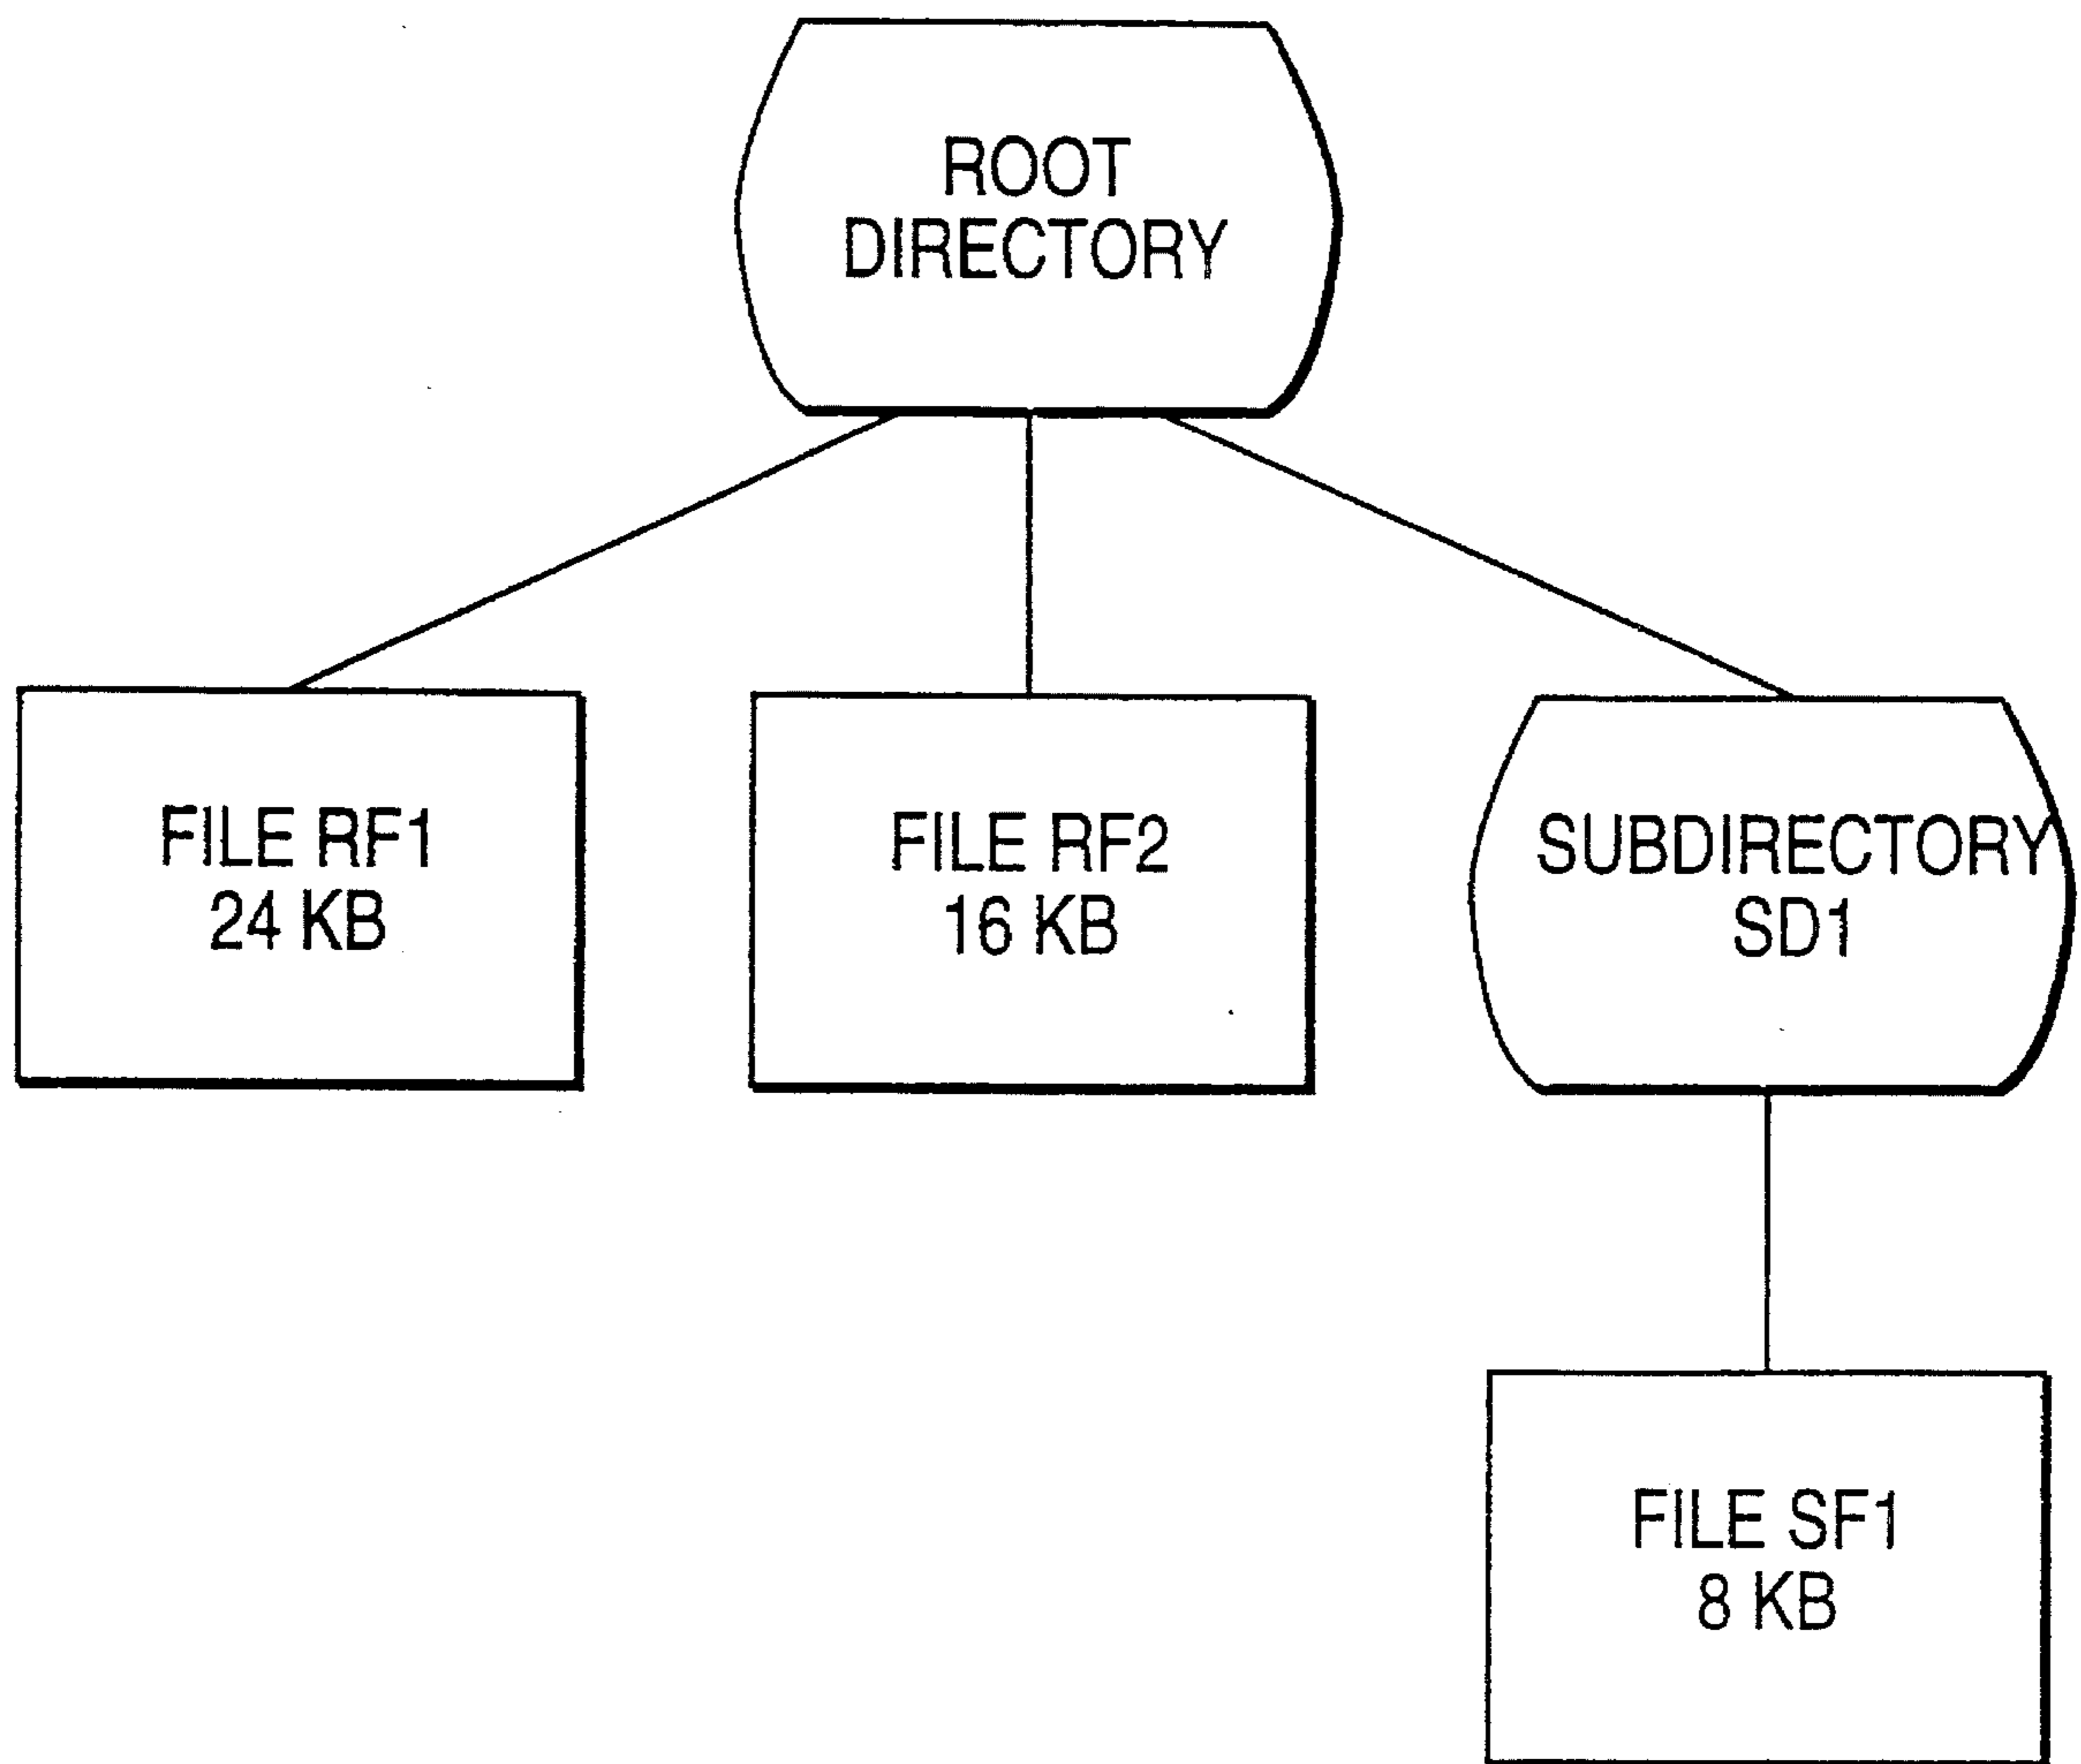 ROOT
DIRECTORY
FILE RF1
24 KB
FILE RF2
16 KB
SUBDIRECTORY
SD1
FILE SF1
8 KB